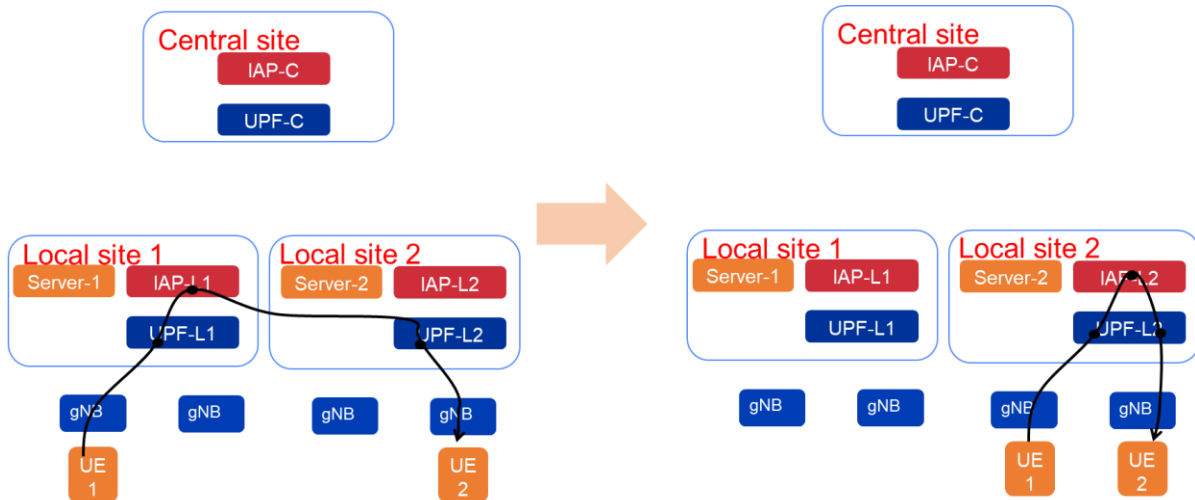 Central site
IAP-C
UPF-C
Local site 1
Server-1
IAP-L1
UPF-L1
Local site 2
Server-2
IAP-L2
UPF-L2
gNB
gNB
gNB
gNB
UE
1
UE
2
Central site
IAP-C
UPF-C
Local site 1
Server-1
IAP-L1
UPF-L1
Local site 2
Server-2
IAP-L2
UPF-L2
gNB
gNB
gNB
gNB
UE
1
UE
2